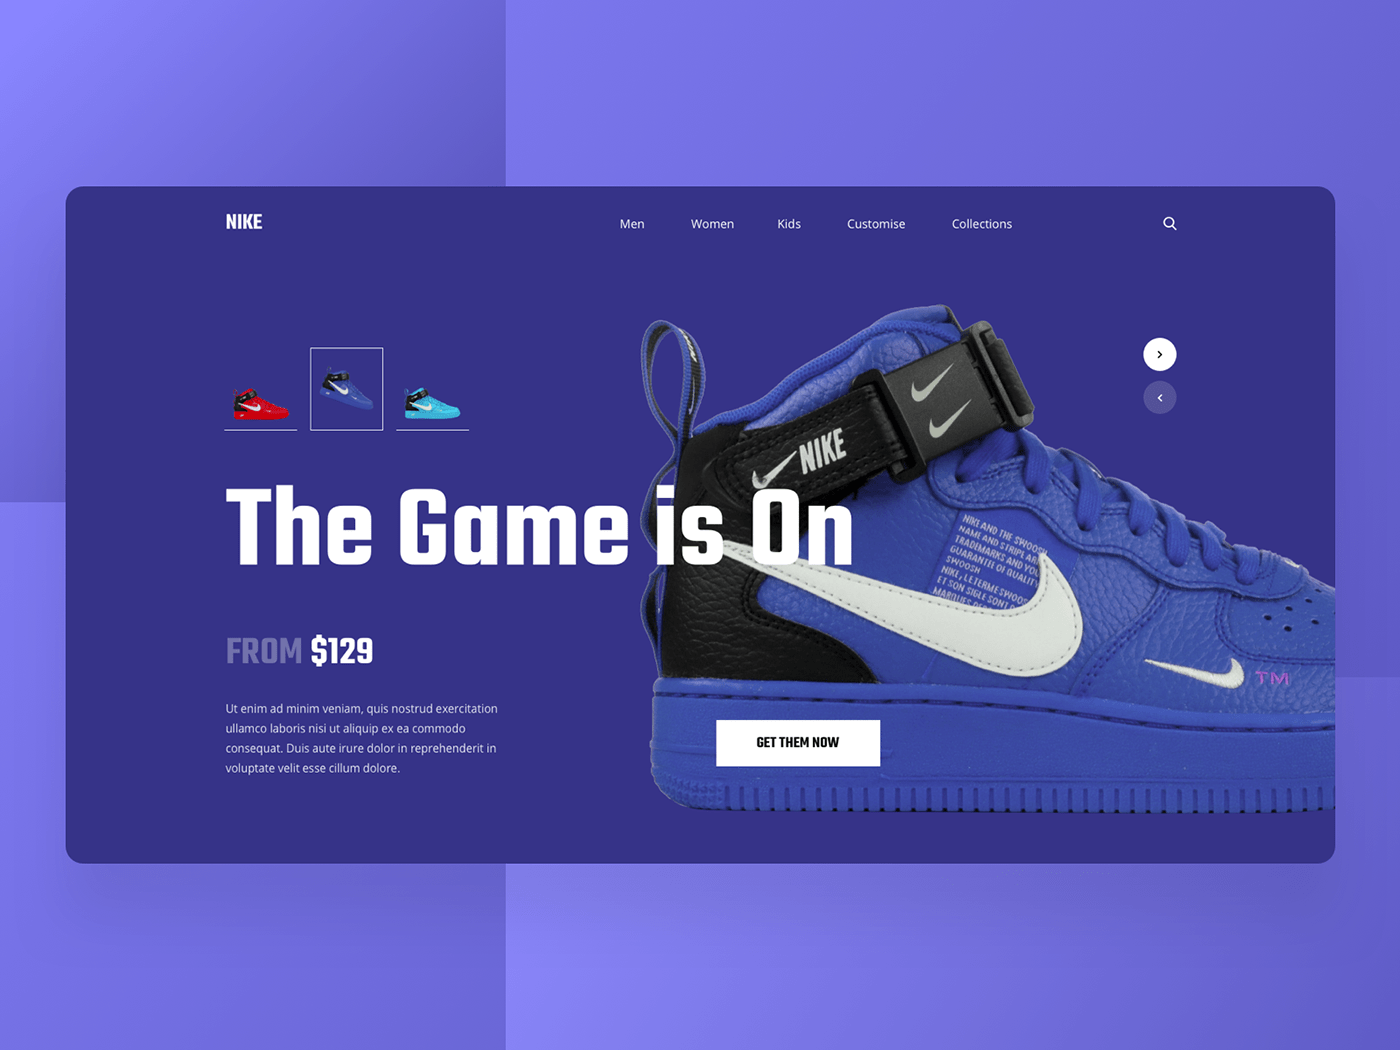 NIKE
Men Women Kids Customise Collections
The Game is On
FROM $129
Ut enim ad minim veniam, quis nostrud exercitation
ullamco laboris nisi ut aliquip ex ea commodo
consequat. Duis aute irure dolor in reprehenderit in
voluptate velit esse cillum dolore.
GET THEM NOW
NIKE
NIKE AND THE SWOOSH
NAME AND STRIPE ARE
TRADEMARKS AND YOU
GUARANTEE OF QUALITY
SWOOSH
NIKE, LE TERME SWOOSH
ET SON SIGLE SONT
MARQUES
TM